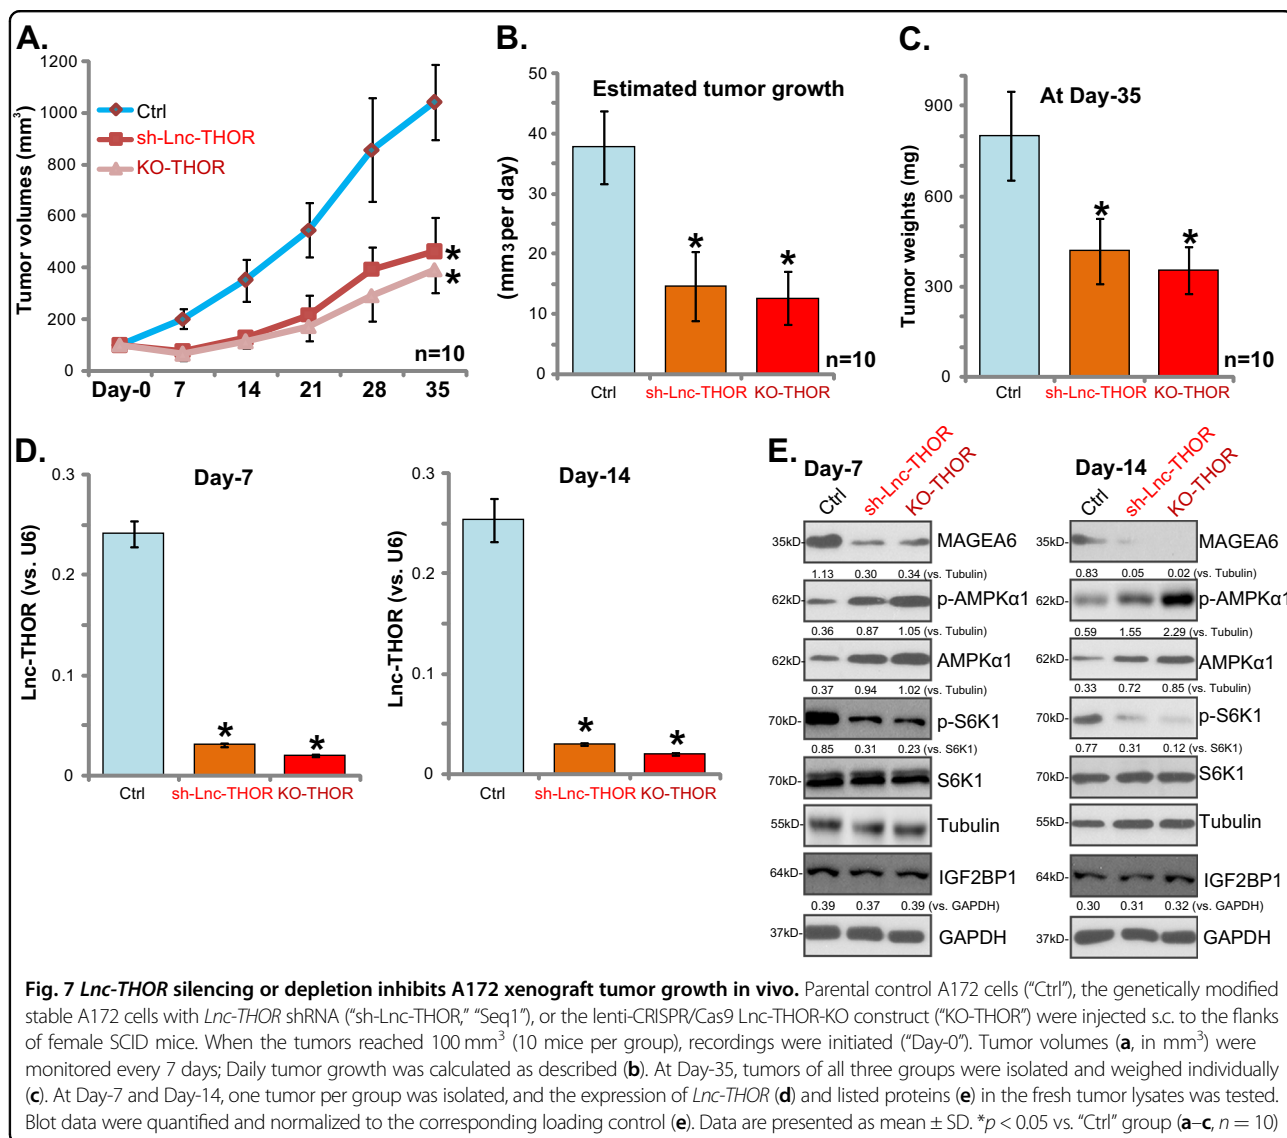 A.
1200
1000
800
600
400
200
0
Tumor volumes (mm3)
Ctrl
sh-Lnc-THOR
KO-THOR
*
*
n=10
Day-0 7 14 21 28 35
B.
Estimated tumor growth
50
40
30
20
10
0
(mm3 per day)
* *
n=10
Ctrl sh-Lnc-THOR KO-THOR
C.
At Day-35
900
600
300
0
Tumor weights (mg)
* *
n=10
Ctrl sh-Lnc-THOR KO-THOR
D.
Day-7
0.3
0.2
0.1
0
Lnc-THOR (vs. U6)
* *
Ctrl sh-Lnc-THOR KO-THOR
Day-14
0.3
0.2
0.1
0
Lnc-THOR (vs. U6)
* *
Ctrl sh-Lnc-THOR KO-THOR
E.
Day-7
Ctrl sh-Lnc-THOR KO-THOR
35kD- MAGEA6
1.13 0.30 0.34 (vs. Tubulin)
62kD- p-AMPKα1
0.36 0.87 1.05 (vs. Tubulin)
62kD- AMPKα1
0.37 0.94 1.02 (vs. Tubulin)
70kD- p-S6K1
0.85 0.31 0.23 (vs. S6K1)
70kD- S6K1
55kD- Tubulin
64kD- IGF2BP1
0.39 0.37 0.39 (vs. GAPDH)
37kD- GAPDH
Day-14
Ctrl sh-Lnc-THOR KO-THOR
35kD- MAGEA6
0.83 0.05 0.02 (vs. Tubulin)
62kD- p-AMPKα1
0.59 1.55 2.29 (vs. Tubulin)
62kD- AMPKα1
0.33 0.72 0.85 (vs. Tubulin)
70kD- p-S6K1
0.77 0.31 0.12 (vs. S6K1)
70kD- S6K1
55kD- Tubulin
64kD- IGF2BP1
0.30 0.31 0.32 (vs. GAPDH)
37kD- GAPDH
Fig. 7 Lnc-THOR silencing or depletion inhibits A172 xenograft tumor growth in vivo. Parental control A172 cells (“Ctrl”), the genetically modified
stable A172 cells with Lnc-THOR shRNA (“sh-Lnc-THOR,” “Seq1”), or the lenti-CRISPR/Cas9 Lnc-THOR-KO construct (“KO-THOR”) were injected s.c. to the flanks
of female SCID mice. When the tumors reached 100 mm3 (10 mice per group), recordings were initiated (“Day-0”). Tumor volumes (a, in mm3) were
monitored every 7 days; Daily tumor growth was calculated as described (b). At Day-35, tumors of all three groups were isolated and weighed individually
(c). At Day-7 and Day-14, one tumor per group was isolated, and the expression of Lnc-THOR (d) and listed proteins (e) in the fresh tumor lysates was tested.
Blot data were quantified and normalized to the corresponding loading control (e). Data are presented as mean ± SD. *p < 0.05 vs. “Ctrl” group (a–c, n = 10)